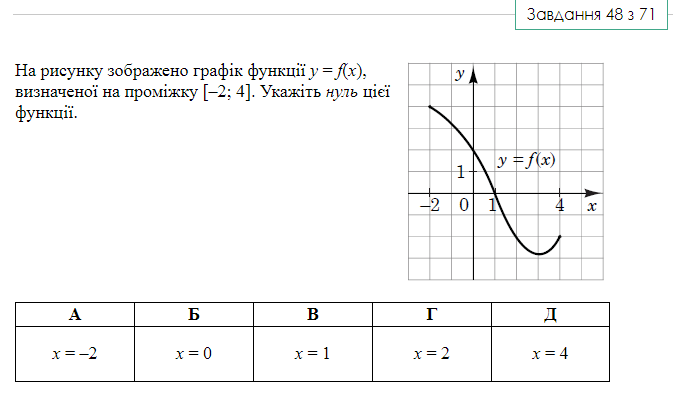 Завдання 48 з 71
На рисунку зображено графік функції y = f(x),
визначеної на проміжку [–2; 4]. Укажіть нуль цієї
функції.
y
y = f(x)
1
–2 0 1 4 x
А Б В Г Д
x = –2 x = 0 x = 1 x = 2 x = 4